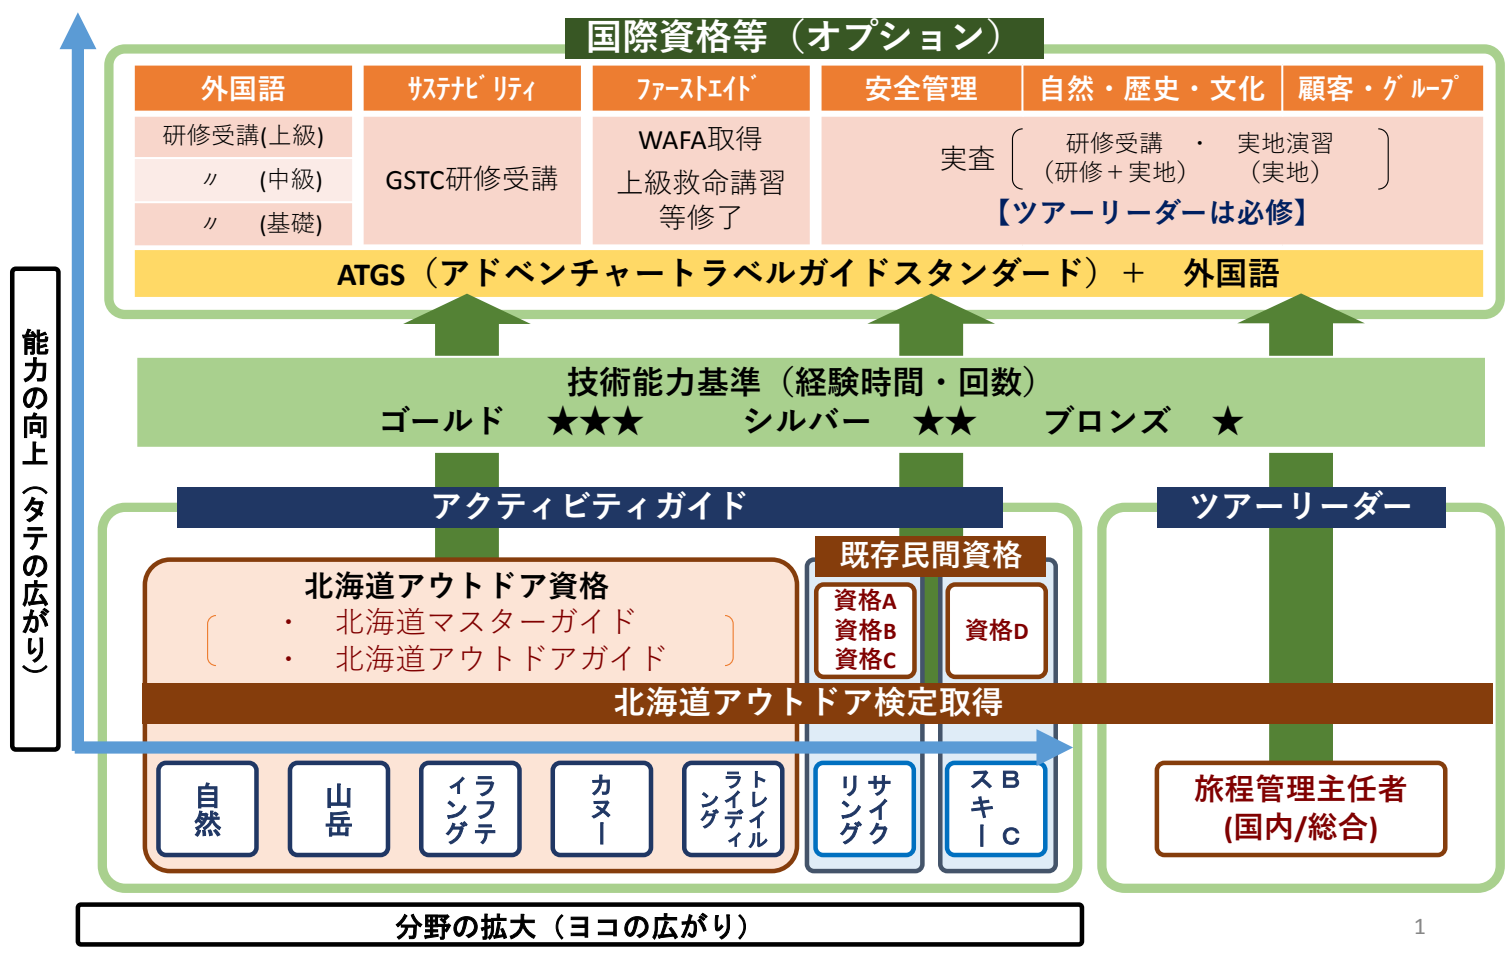 国際資格等（オプション）
外国語
ｻｽﾃﾅﾋﾞﾘﾃｨ
ﾌｧｰｽﾄｴｲﾄﾞ
安全管理
自然・歴史・文化
顧客・ｸﾞﾙｰﾌﾟ
研修受講(上級)
〃 (中級)
〃 (基礎)
GSTC研修受講
WAFA取得
上級救命講習
等修了
実査
研修受講 ・ 実地演習
（研修＋実地） （実地）
【ツアーリーダーは必修】
ATGS（アドベンチャートラベルガイドスタンダード）＋ 外国語
能力の向上（タテの広がり）
技術能力基準（経験時間・回数）
ゴールド ★★★ シルバー ★★ ブロンズ ★
アクティビティガイド
ツアーリーダー
既存民間資格
北海道アウトドア資格
・ 北海道マスターガイド
・ 北海道アウトドアガイド
資格A
資格B
資格C
資格D
北海道アウトドア検定取得
自然
山岳
ラフテ
ィング
カヌー
トレイル
ライディ
ング
サイク
リング
BC
スキー
旅程管理主任者
(国内/総合)
分野の拡大（ヨコの広がり）
1